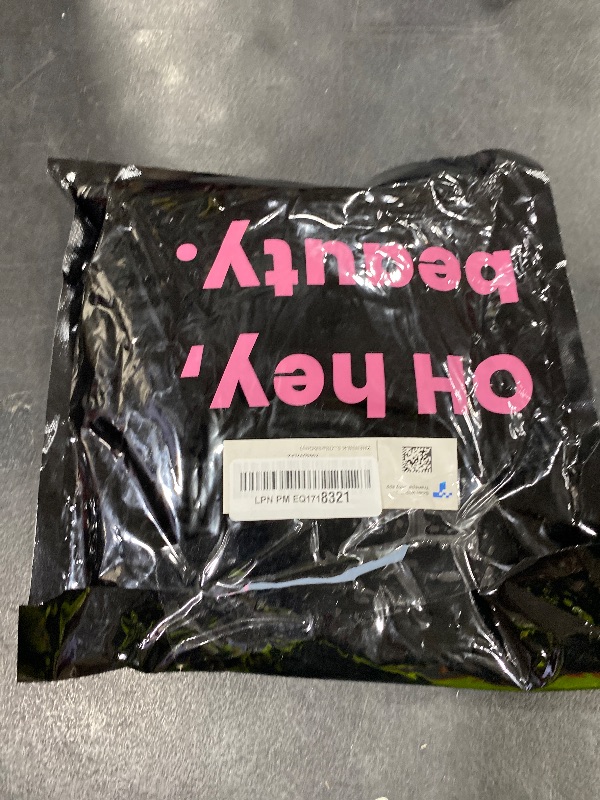 OH hey,
beauty.
LPN PM EQ1718321